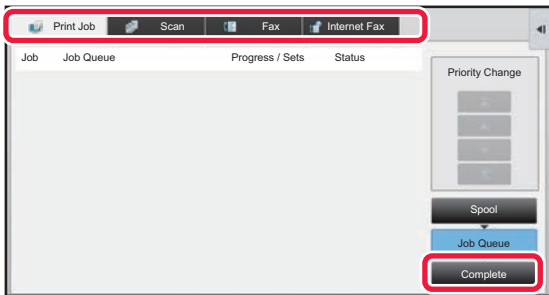 Print Job Scan Fax Internet Fax
Job Job Queue Progress / Sets Status
Priority Change
Spool
Job Queue
Complete